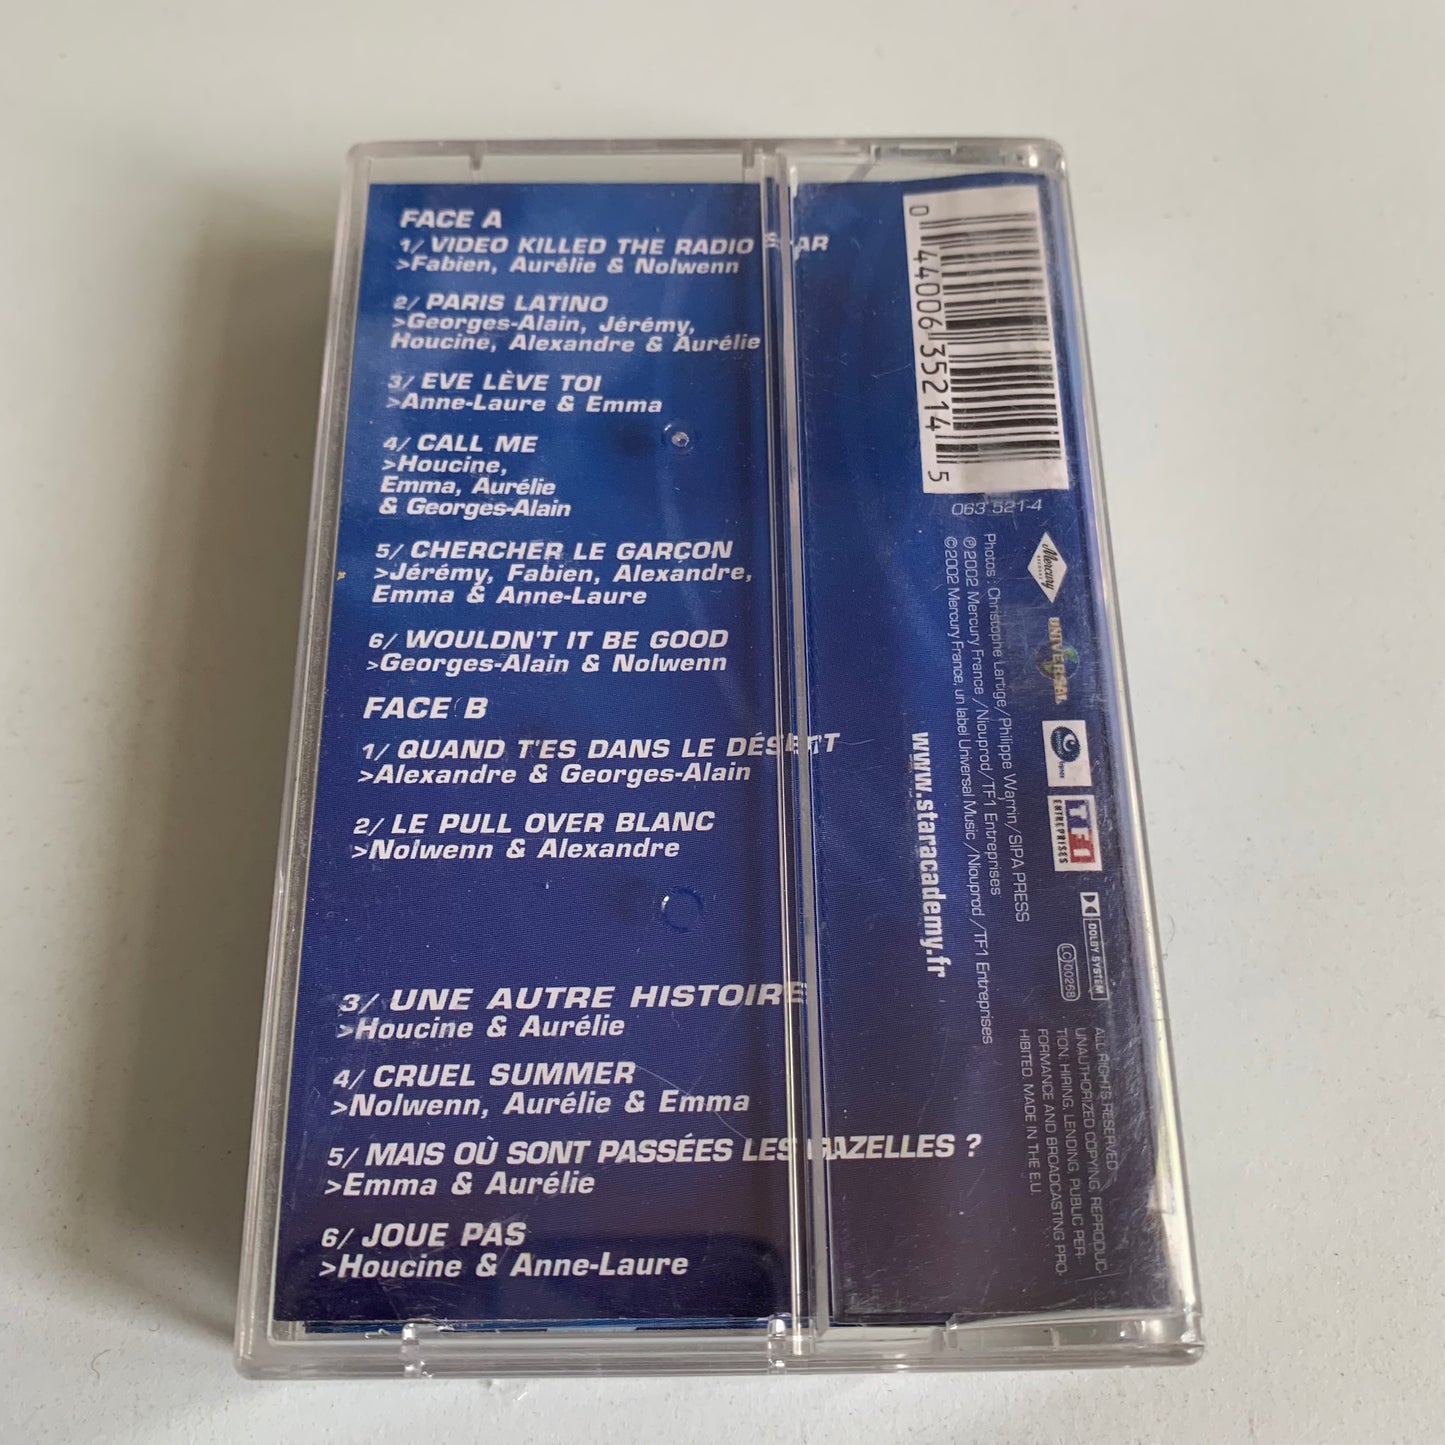 FACE A
1/ VIDEO KILLED THE RADIO STAR
>Fabien, Aurélie & Nolwenn
2/ PARIS LATINO
>Georges-Alain, Jérémy,
Houcine, Alexandre & Aurélie
3/ EVE LÈVE TOI
>Anne-Laure & Emma
4/ CALL ME
>Houcine,
Emma, Aurélie
& Georges-Alain
5/ CHERCHER LE GARÇON
>Jérémy, Fabien, Alexandre,
Emma & Anne-Laure
6/ WOULDN'T IT BE GOOD
>Georges-Alain & Nolwenn
FACE B
1/ QUAND T'ES DANS LE DÉSERT
>Alexandre & Georges-Alain
2/ LE PULL OVER BLANC
>Nolwenn & Alexandre
3/ UNE AUTRE HISTOIRE
>Houcine & Aurélie
4/ CRUEL SUMMER
>Nolwenn, Aurélie & Emma
5/ MAIS OÙ SONT PASSÉES LES GAZELLES ?
>Emma & Aurélie
6/ JOUE PAS
>Houcine & Anne-Laure
0 44006 35214 5
063 521-4
Mercury
RECORDS
UNIVERSAL
TF1
ENTREPRISES
DOLBY SYSTEM
LC 00268
Photos : Christophe Lartige/Philippe Warrin/SIPA PRESS
℗2002 Mercury France /Niouprod/TF1 Entreprises
©2002 Mercury France, un label Universal Music /Niouprod /TF1 Entreprises
www.staracademy.fr
ALL RIGHTS RESERVED
UNAUTHORIZED COPYING, REPRODUC-
TION, HIRING, LENDING, PUBLIC PER-
FORMANCE AND BROADCASTING PRO-
HIBITED. MADE IN THE E.U.